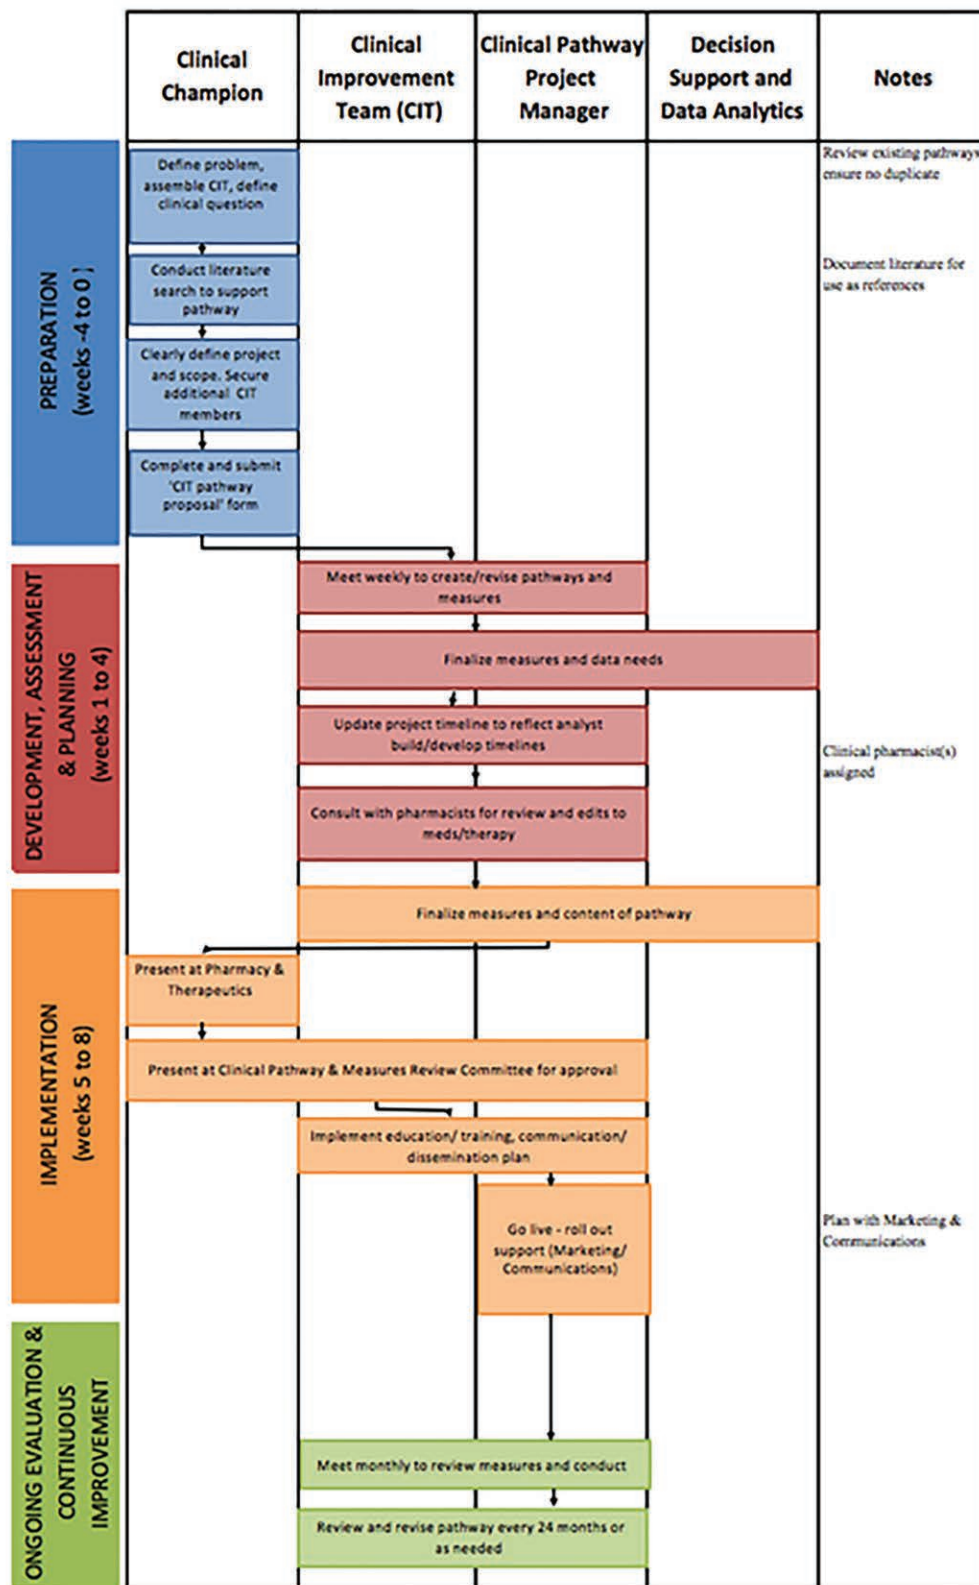 Clinical
Champion
Clinical
Improvement
Team (CIT)
Clinical Pathway
Project
Manager
Decision
Support and
Data Analytics
Notes
PREPARATION
(weeks -4 to 0 )
Define problem,
assemble CIT, define
clinical question
Review existing pathways
ensure no duplicate
Conduct literature
search to support
pathway
Document literature for
use as references
Clearly define project
and scope. Secure
additional CIT
members
Complete and submit
'CIT pathway
proposal' form
DEVELOPMENT, ASSESSMENT
& PLANNING
(weeks 1 to 4)
Meet weekly to create/revise pathways and
measures
Finalize measures and data needs
Update project timeline to reflect analyst
build/develop timelines
Clinical pharmacist(s)
assigned
Consult with pharmacists for review and edits to
meds/therapy
IMPLEMENTATION
(weeks 5 to 8)
Finalize measures and content of pathway
Present at Pharmacy &
Therapeutics
Present at Clinical Pathway & Measures Review Committee for approval
Implement education/ training, communication/
dissemination plan
Go live - roll out
support (Marketing/
Communications)
Plan with Marketing &
Communications
ONGOING EVALUATION &
CONTINUOUS
IMPROVEMENT
Meet monthly to review measures and conduct
Review and revise pathway every 24 months or
as needed